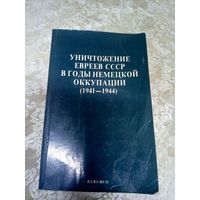 УНИЧТОЖЕНИЕ
ЕВРЕЕВ СССР
В ГОДЫ НЕМЕЦКОЙ
ОККУПАЦИИ
(1941—1944)